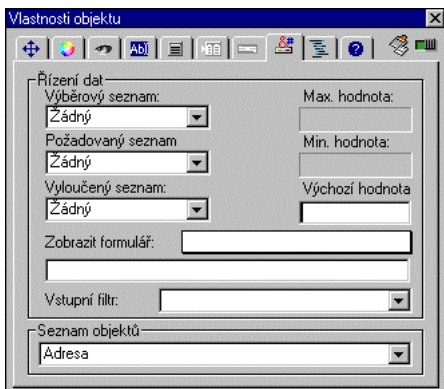 Vlastnosti objektu
Řízení dat
Výběrový seznam:
Max. hodnota:
Žádný
Požadovaný seznam
Min. hodnota:
Žádný
Vyloučený seznam:
Výchozí hodnota
Žádný
Zobrazit formulář:
Vstupní filtr:
Seznam objektů
Adresa